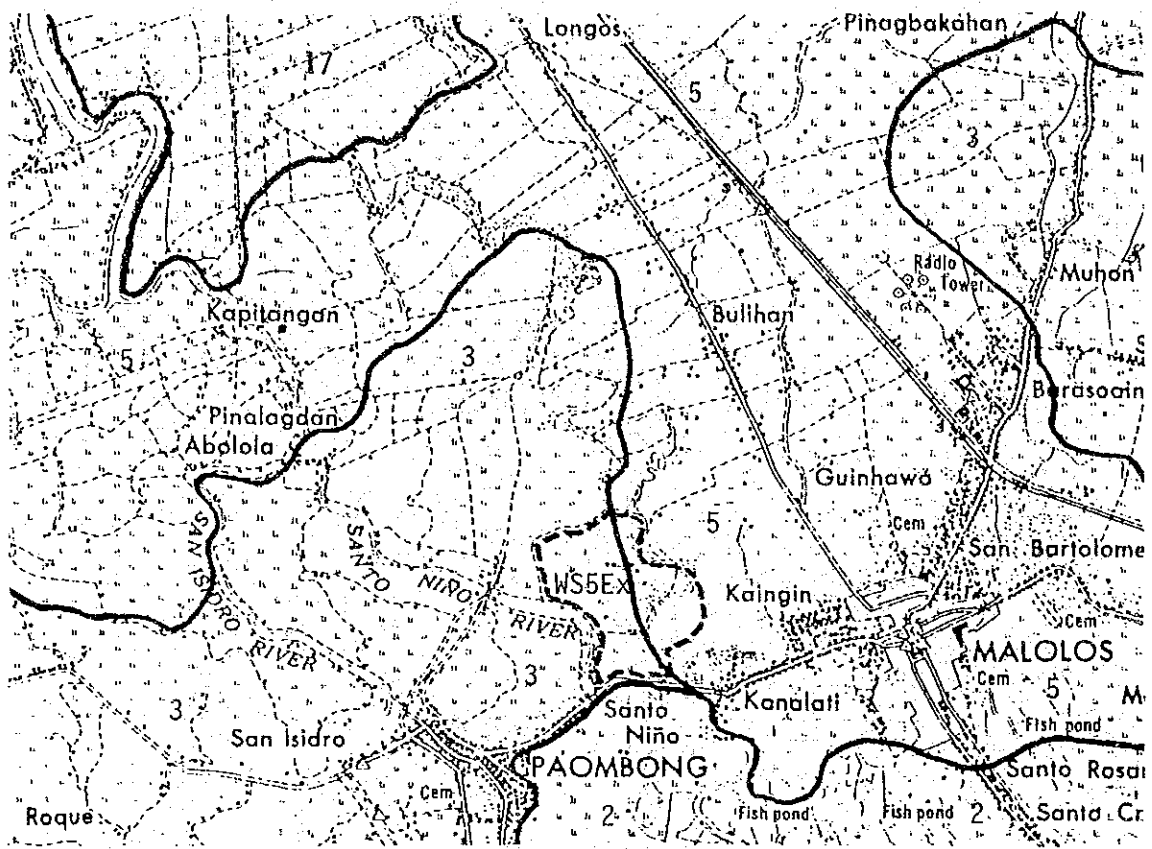 Longos
Pinagbakahan
17
5
3
Radio
Tower
Muhon
Kapitangan
Bulihan
5
3
Barasoain
Pinalagdan
Abolola
Guinhawa
5
Cem
San Bartolome
SAN ISIDRO
RIVER
SANTO
NIÑO
RIVER
WS5Ex
Kaingin
Cem
MALOLOS
Cem
3
3
5
Kanalati
Santo
Niño
San Isidro
Fish pond
PAOMBONG
Santo Rosar
Cem
Roque
2
Fish pond
Fish pond
2
Santa Cr